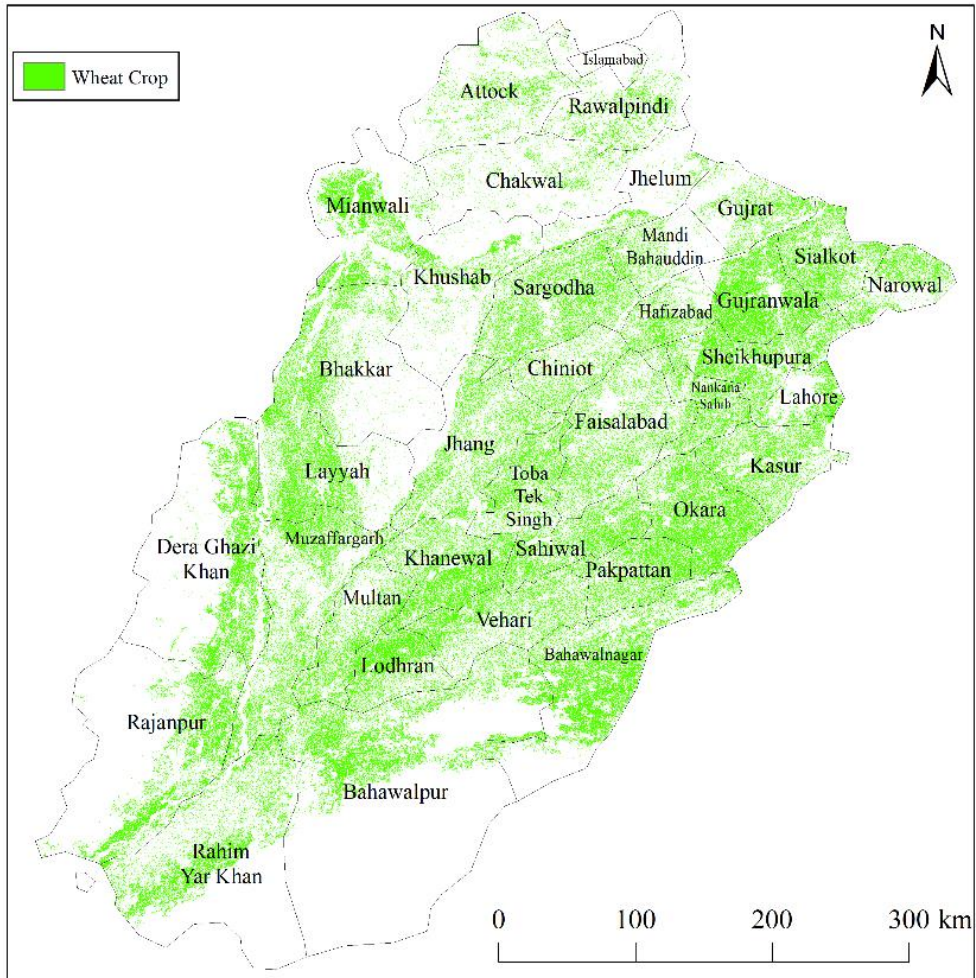 N
Wheat Crop
Islamabad
Attock
Rawalpindi
Chakwal
Jhelum
Mianwali
Gujrat
Mandi
Bahauddin
Sialkot
Khushab
Sargodha
Narowal
Gujranwala
Hafizabad
Sheikhupura
Bhakkar
Chiniot
Nankana
Sahib
Lahore
Faisalabad
Jhang
Kasur
Layyah
Toba
Tek
Singh
Okara
Muzaffargarh
Dera Ghazi
Khan
Khanewal
Sahiwal
Pakpattan
Multan
Vehari
Bahawalnagar
Lodhran
Rajanpur
Bahawalpur
Rahim
Yar Khan
0 100 200 300 km